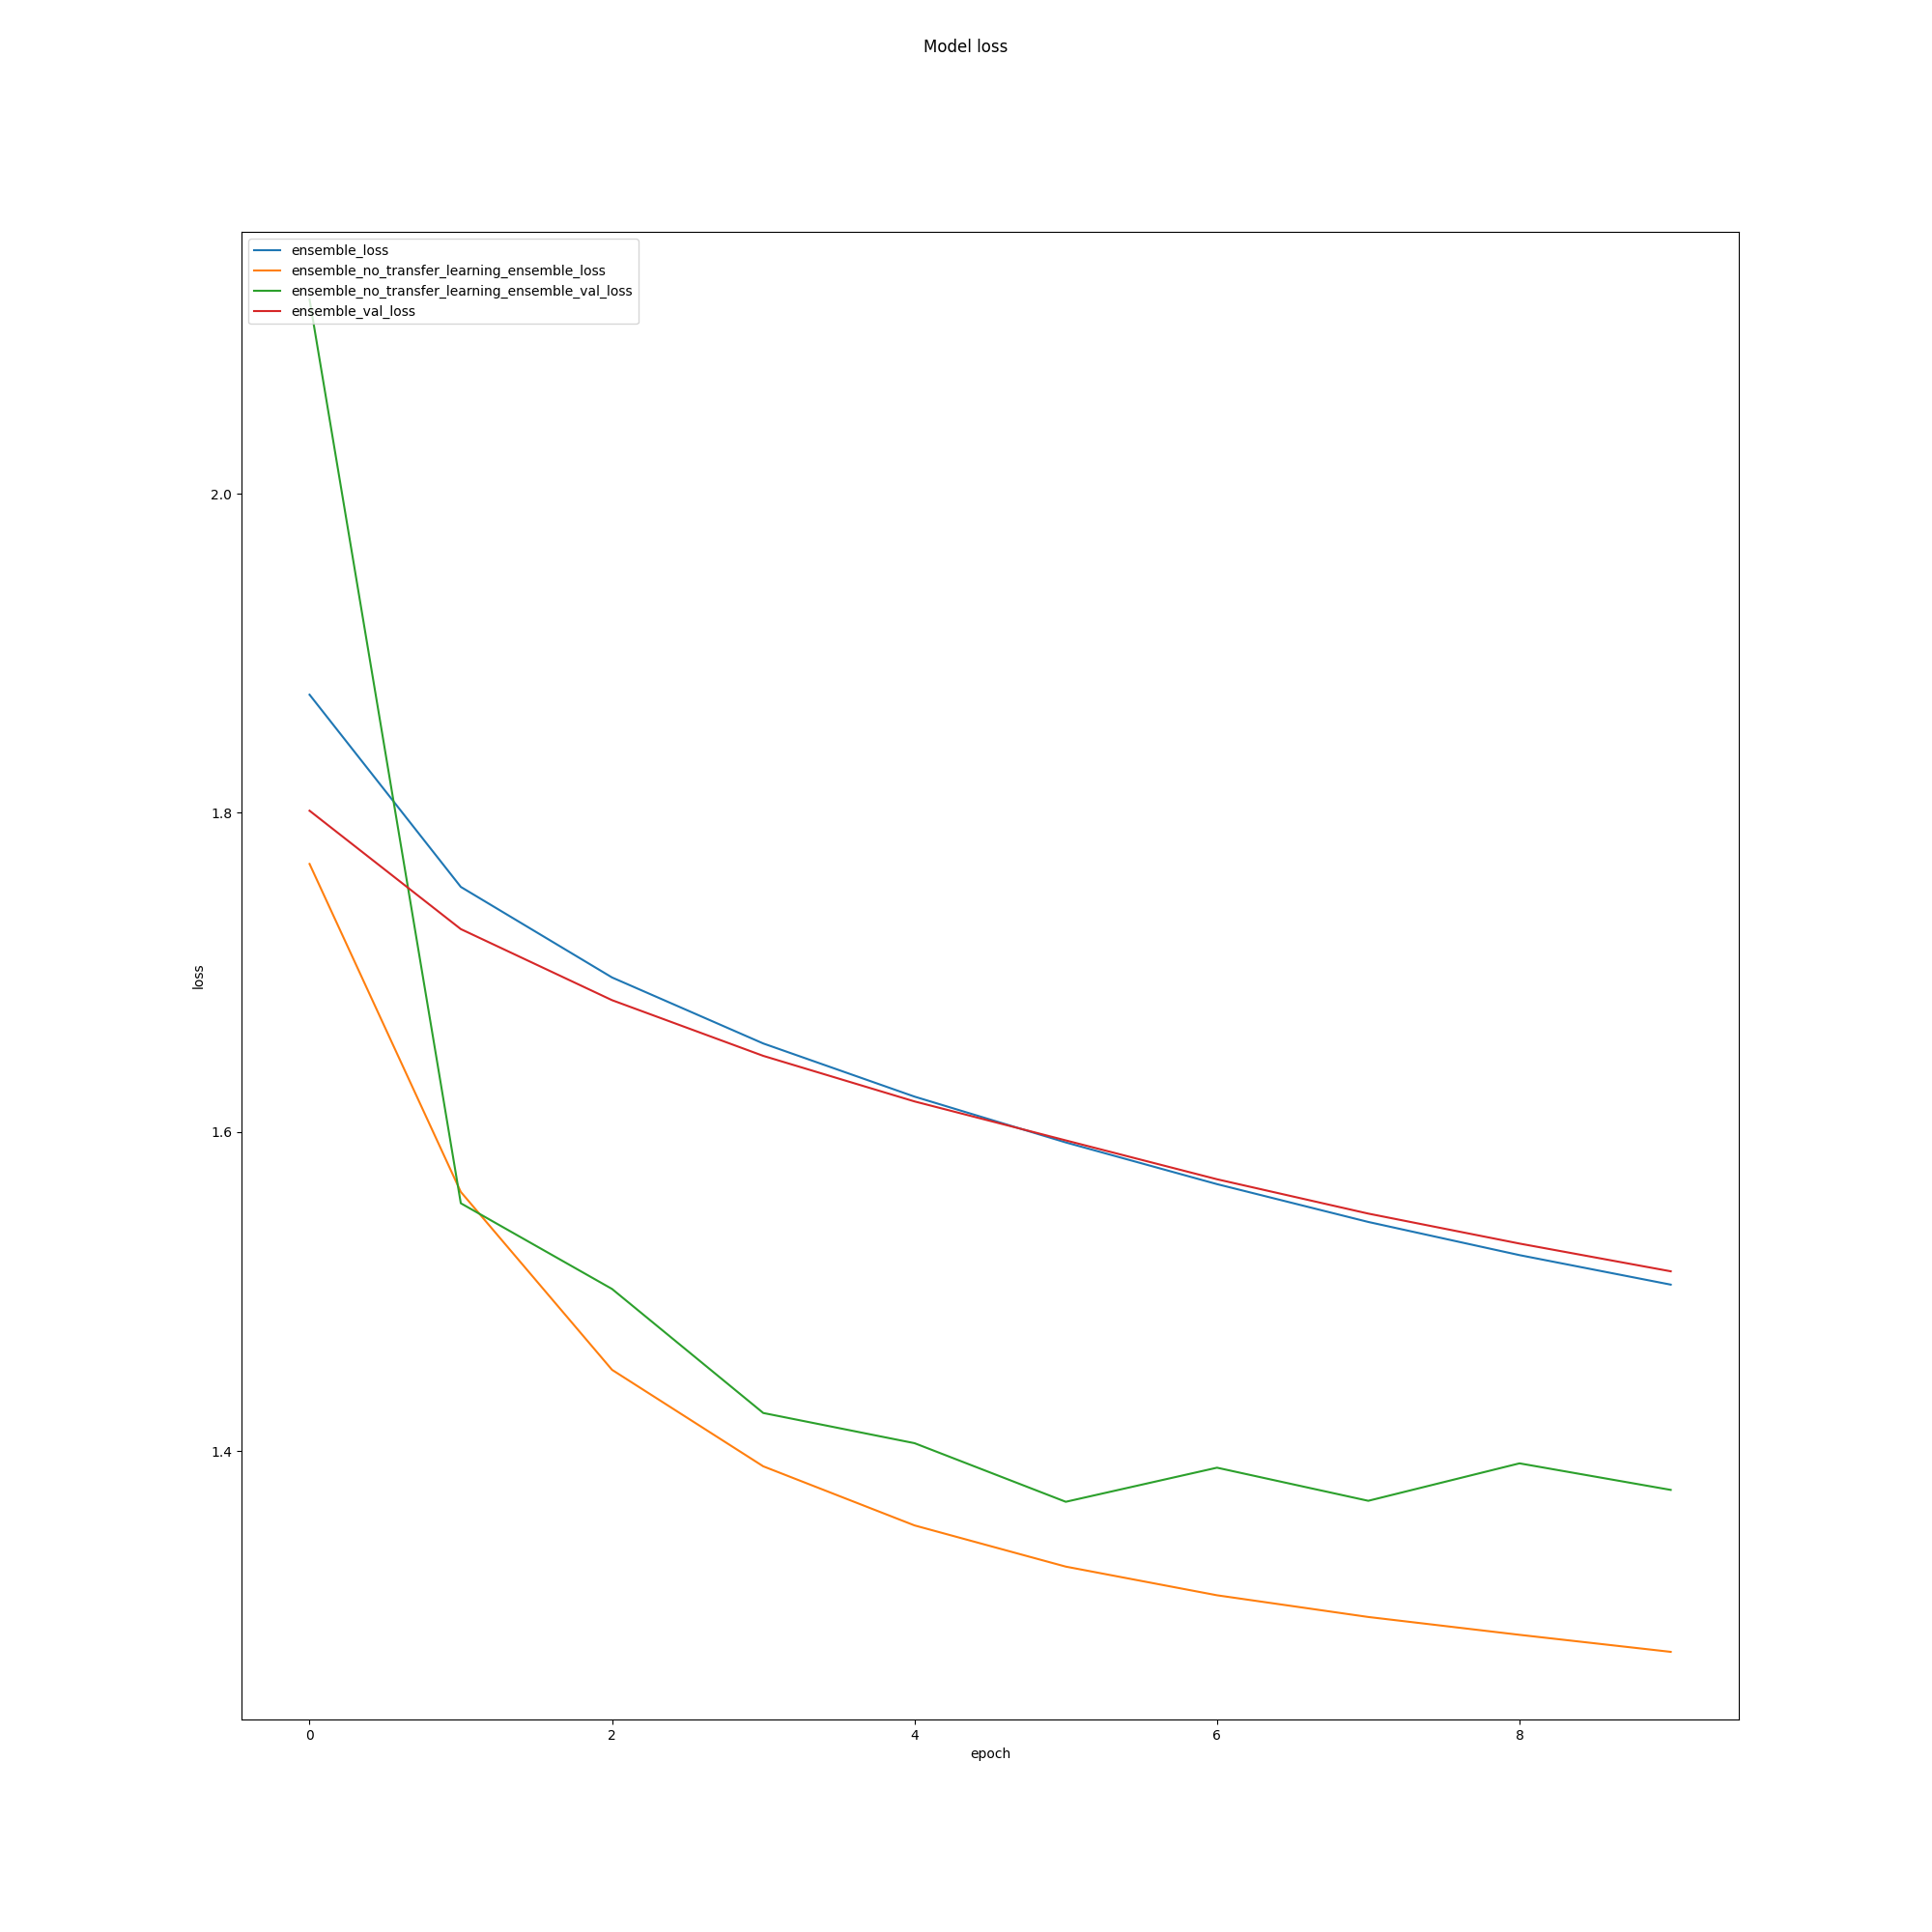 Model loss
ensemble_loss
ensemble_no_transfer_learning_ensemble_loss
ensemble_no_transfer_learning_ensemble_val_loss
ensemble_val_loss
2.0
1.8
1.6
1.4
loss
0 2 4 6 8
epoch